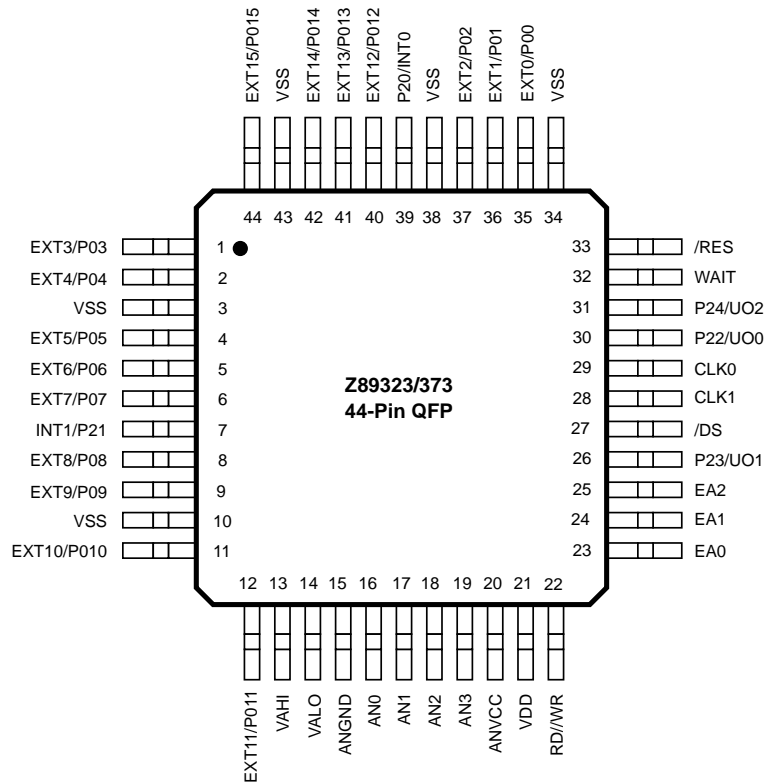 EXT15/P015
VSS
EXT14/P014
EXT13/P013
EXT12/P012
P20/INT0
VSS
EXT2/P02
EXT1/P01
EXT0/P00
VSS
44 43 42 41 40 39 38 37 36 35 34
EXT3/P03 1 33 /RES
EXT4/P04 2 32 WAIT
VSS 3 31 P24/UO2
EXT5/P05 4 30 P22/UO0
EXT6/P06 5 29 CLK0
EXT7/P07 6 28 CLK1
INT1/P21 7 27 /DS
EXT8/P08 8 26 P23/UO1
EXT9/P09 9 25 EA2
VSS 10 24 EA1
EXT10/P010 11 23 EA0
Z89323/373
44-Pin QFP
12 13 14 15 16 17 18 19 20 21 22
EXT11/P011
VAHI
VALO
ANGND
AN0
AN1
AN2
AN3
ANVCC
VDD
RD//WR